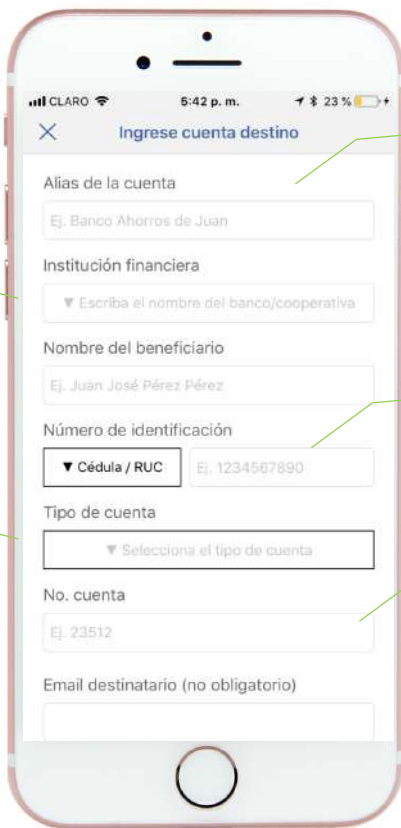 CLARO 5:42 p. m. 23 %
Ingrese cuenta destino
Alias de la cuenta
Ej. Banco Ahorros de Juan
Institución financiera
▼ Escriba el nombre del banco/cooperativa
Nombre del beneficiario
Ej. Juan José Pérez Pérez
Número de identificación
▼ Cédula / RUC Ej. 1234567890
Tipo de cuenta
▼ Selecciona el tipo de cuenta
No. cuenta
Ej. 23512
Email destinatario (no obligatorio)